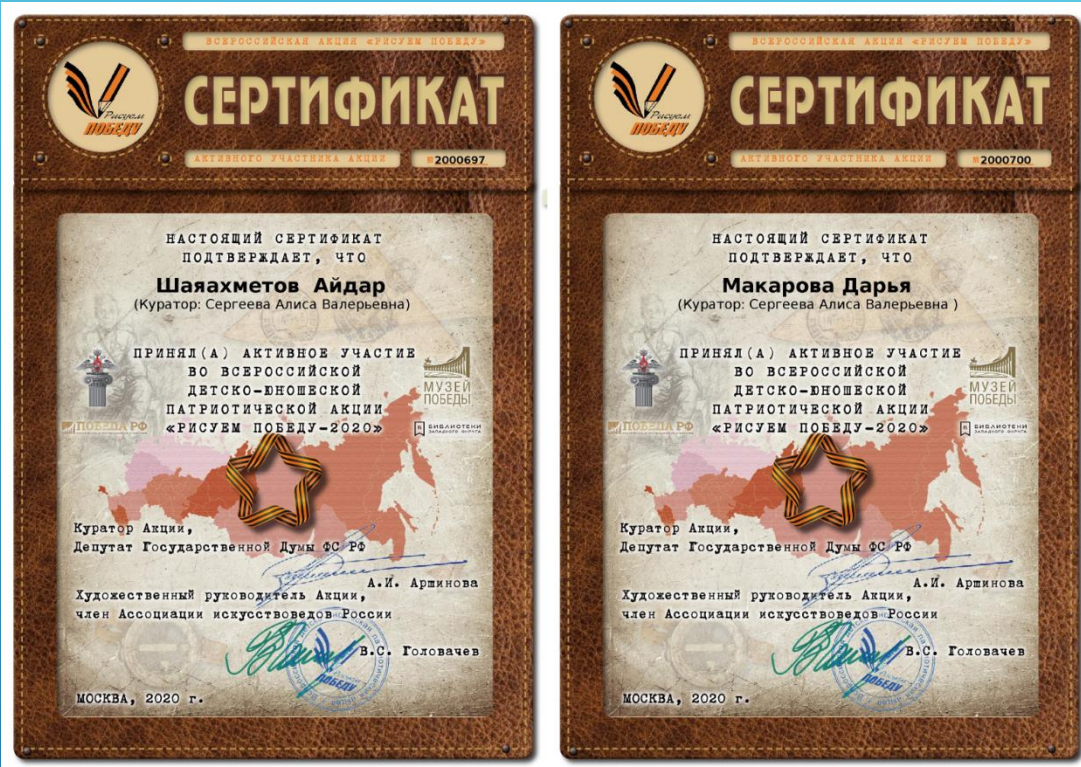 ВСЕРОССИЙСКАЯ АКЦИЯ «РИСУЕМ ПОБЕДУ»
СЕРТИФИКАТ
Рисуем
ПОБЕДУ
АКТИВНОГО УЧАСТНИКА АКЦИИ
№2000697
НАСТОЯЩИЙ СЕРТИФИКАТ
ПОДТВЕРЖДАЕТ, ЧТО
Шаяахметов Айдар
(Куратор: Сергеева Алиса Валерьевна)
ПРИНЯЛ(А) АКТИВНОЕ УЧАСТИЕ
ВО ВСЕРОССИЙСКОЙ
ДЕТСКО-ЮНОШЕСКОЙ
ПАТРИОТИЧЕСКОЙ АКЦИИ
«РИСУЕМ ПОБЕДУ-2020»
МУЗЕЙ
ПОБЕДЫ
ПОБЕДА РФ
БИБЛИОТЕКИ
ЗАПАДНОГО ОКРУГА
Куратор Акции,
Депутат Государственной Думы ФС РФ
А.И. Аршинова
Художественный руководитель Акции,
член Ассоциации искусствоведов России
В.С. Головачев
ПОБЕДУ
МОСКВА, 2020 г.
ВСЕРОССИЙСКАЯ АКЦИЯ «РИСУЕМ ПОБЕДУ»
СЕРТИФИКАТ
Рисуем
ПОБЕДУ
АКТИВНОГО УЧАСТНИКА АКЦИИ
№2000700
НАСТОЯЩИЙ СЕРТИФИКАТ
ПОДТВЕРЖДАЕТ, ЧТО
Макарова Дарья
(Куратор: Сергеева Алиса Валерьевна )
ПРИНЯЛ(А) АКТИВНОЕ УЧАСТИЕ
ВО ВСЕРОССИЙСКОЙ
ДЕТСКО-ЮНОШЕСКОЙ
ПАТРИОТИЧЕСКОЙ АКЦИИ
«РИСУЕМ ПОБЕДУ-2020»
МУЗЕЙ
ПОБЕДЫ
ПОБЕДА РФ
БИБЛИОТЕКИ
ЗАПАДНОГО ОКРУГА
Куратор Акции,
Депутат Государственной Думы ФС РФ
А.И. Аршинова
Художественный руководитель Акции,
член Ассоциации искусствоведов России
В.С. Головачев
ПОБЕДУ
МОСКВА, 2020 г.